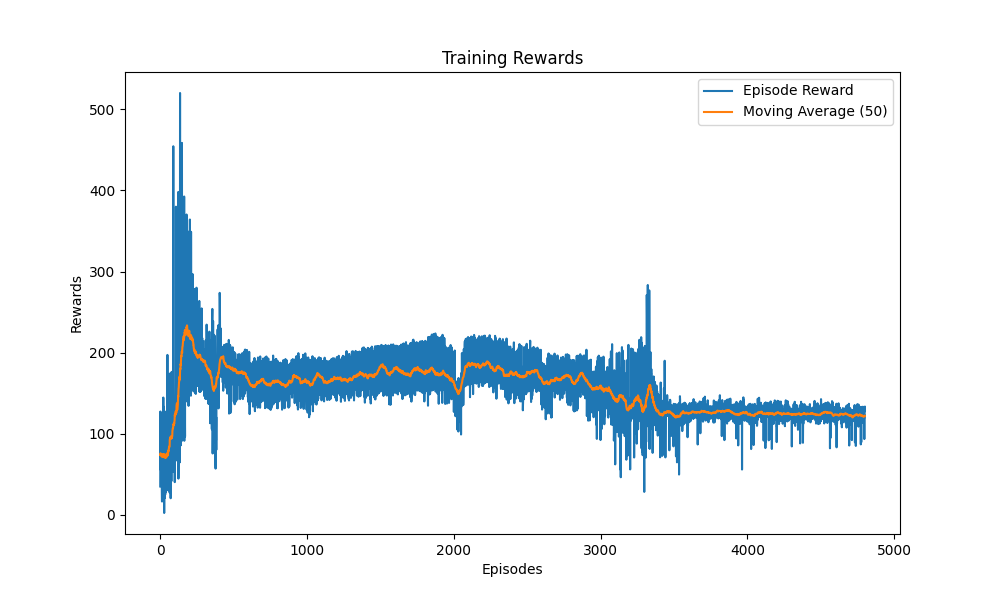 Training Rewards
Episode Reward
Moving Average (50)
500
400
300
200
100
0
Rewards
0 1000 2000 3000 4000 5000
Episodes